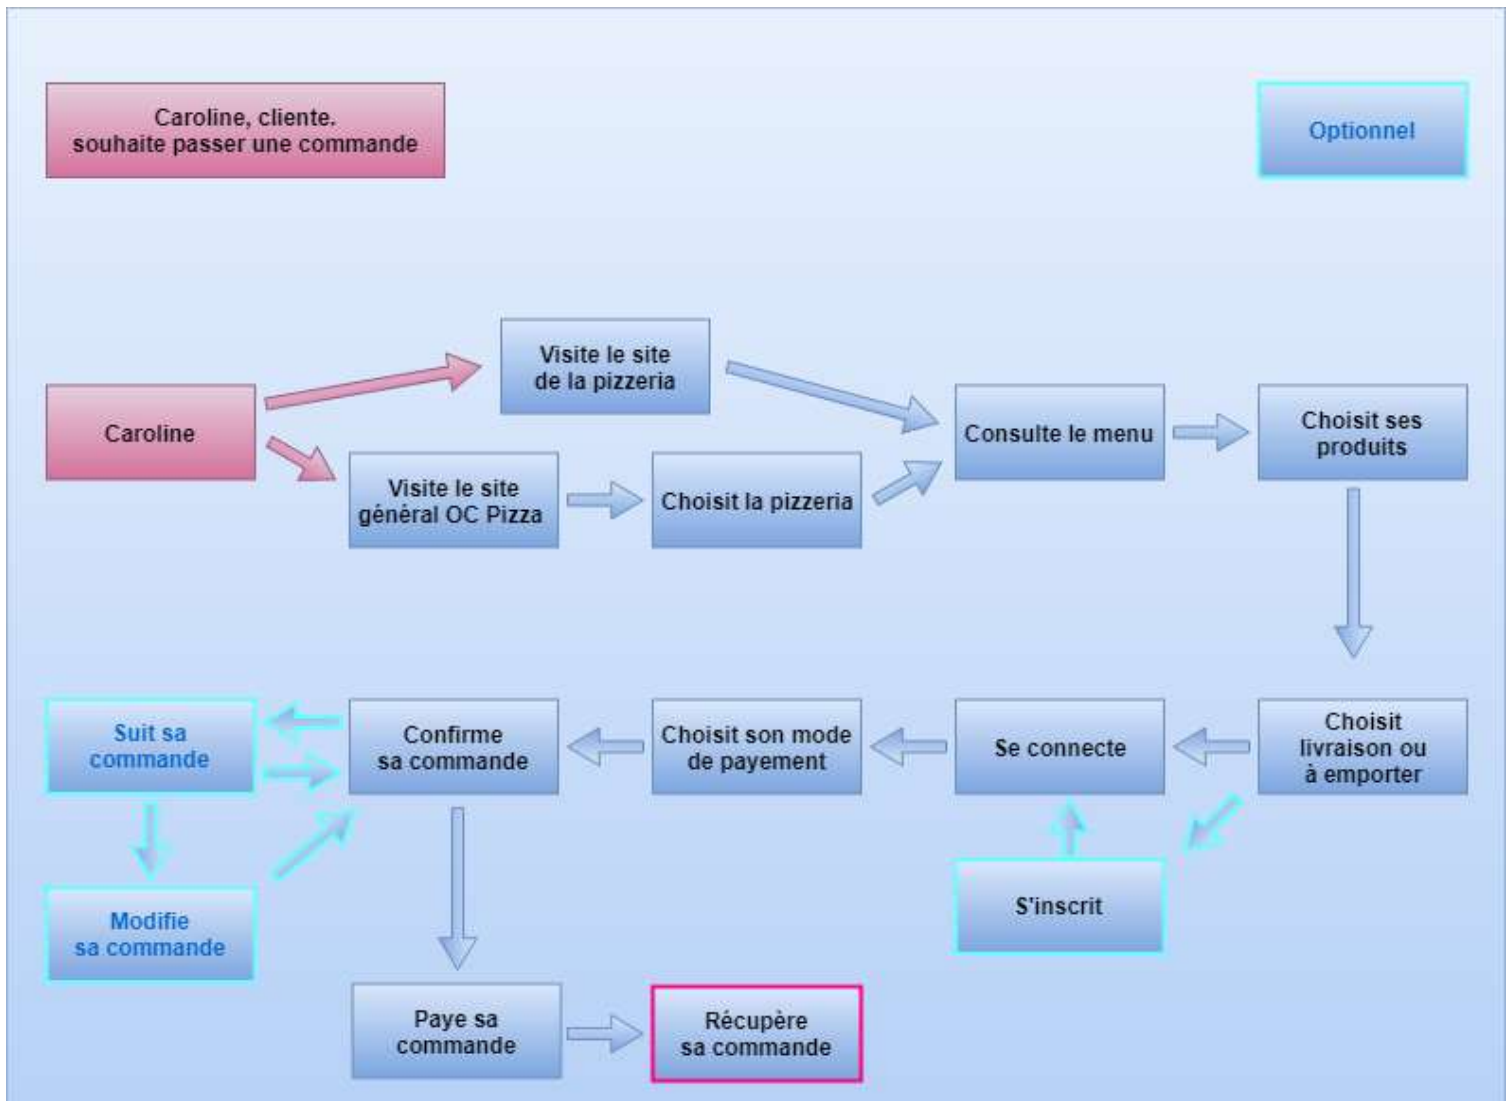 Caroline, cliente.
souhaite passer une commande
Optionnel
Visite le site
de la pizzeria
Caroline
Consulte le menu
Choisit ses
produits
Visite le site
général OC Pizza
Choisit la pizzeria
Suit sa
commande
Confirme
sa commande
Choisit son mode
de payement
Se connecte
Choisit
livraison ou
à emporter
Modifie
sa commande
S'inscrit
Paye sa
commande
Récupère
sa commande